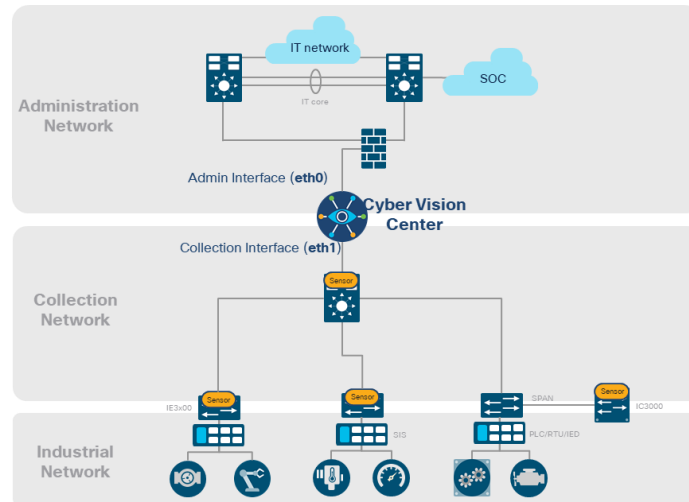 IT network
SOC
IT core
Administration
Network
Admin Interface (eth0)
Cyber Vision
Center
Collection Interface (eth1)
Sensor
Collection
Network
Sensor
Sensor
SPAN
Sensor
IE3x00
IC3000
SIS
PLC/RTU/IED
Industrial
Network